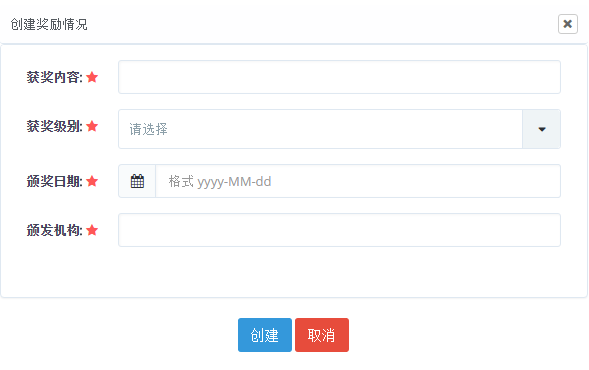 创建奖励情况
获奖内容:
获奖级别: 请选择
颁奖日期: 格式 yyyy-MM-dd
颁发机构:
创建 取消